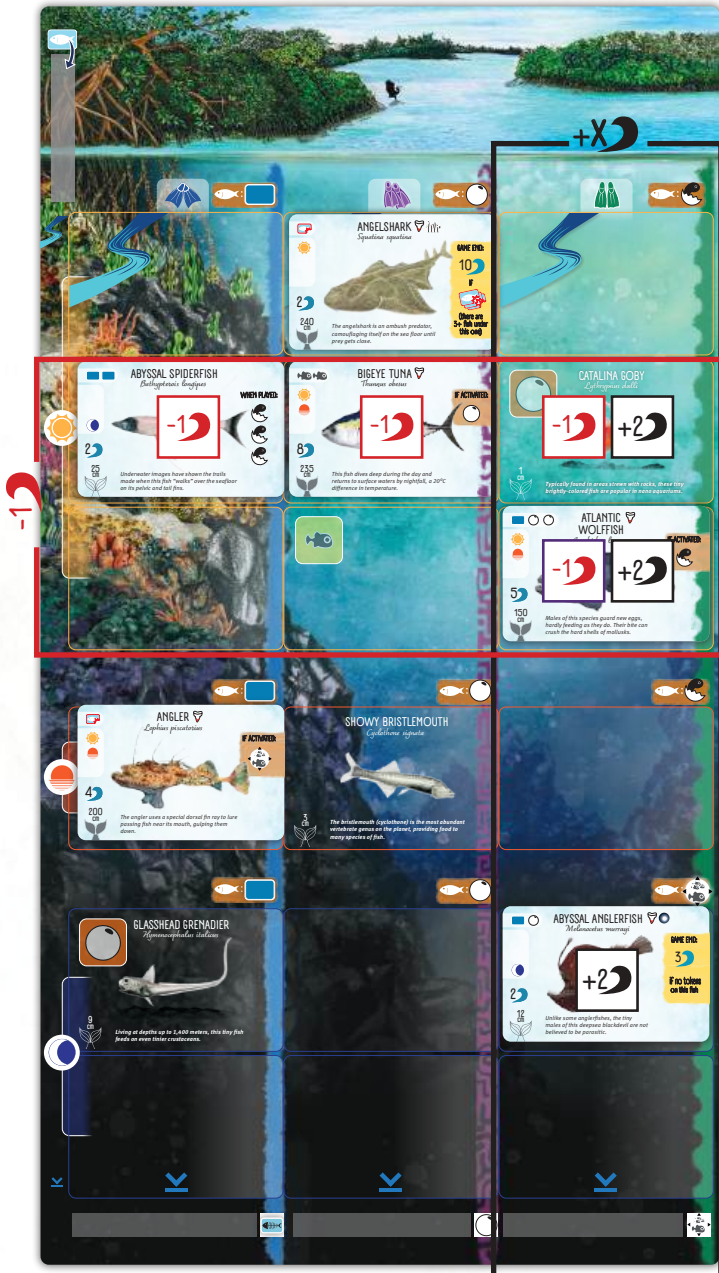 +X
ANGELSHARK
Squatina squatina
GAME END:
10
IF
(there are
3+ fish under
this one)
2
240
cm
The angelshark is an ambush predator,
camouflaging itself on the sea floor until
prey gets close.
-1
ABYSSAL SPIDERFISH
Bathypterois longipes
WHEN PLAYED:
-1
2
25
cm
Underwater images have shown the trails
made when this fish "walks" over the seafloor
on its pelvic and tail fins.
BIGEYE TUNA
Thunnus obesus
IF ACTIVATED:
-1
8
235
cm
This fish dives deep during the day and
returns to surface waters by nightfall, a 20°C
difference in temperature.
CATALINA GOBY
Lythrypnus dalli
-1
+2
1
cm
Typically found in areas strewn with rocks, these tiny
brightly-colored fish are popular in nano aquariums.
ATLANTIC
WOLFFISH
IF ACTIVATED:
-1
+2
5
150
cm
Males of this species guard new eggs,
hardly feeding as they do. Their bite can
crush the hard shells of mollusks.
ANGLER
Lophius piscatorius
IF ACTIVATED:
4
200
cm
The angler uses a special dorsal fin ray to lure
passing fish near its mouth, gulping them
down.
SHOWY BRISTLEMOUTH
Cyclothone signata
3
cm
The bristlemouth (cyclothone) is the most abundant
vertebrate genus on the planet, providing food to
many species of fish.
GLASSHEAD GRENADIER
Hymenocephalus italicus
9
cm
Living at depths up to 1,400 meters, this tiny fish
feeds on even tinier crustaceans.
ABYSSAL ANGLERFISH
Melanocetus murrayi
GAME END:
3
IF no tokens
on this fish
+2
2
12
cm
Unlike some anglerfishes, the tiny
males of this deepsea blackdevil are not
believed to be parasitic.